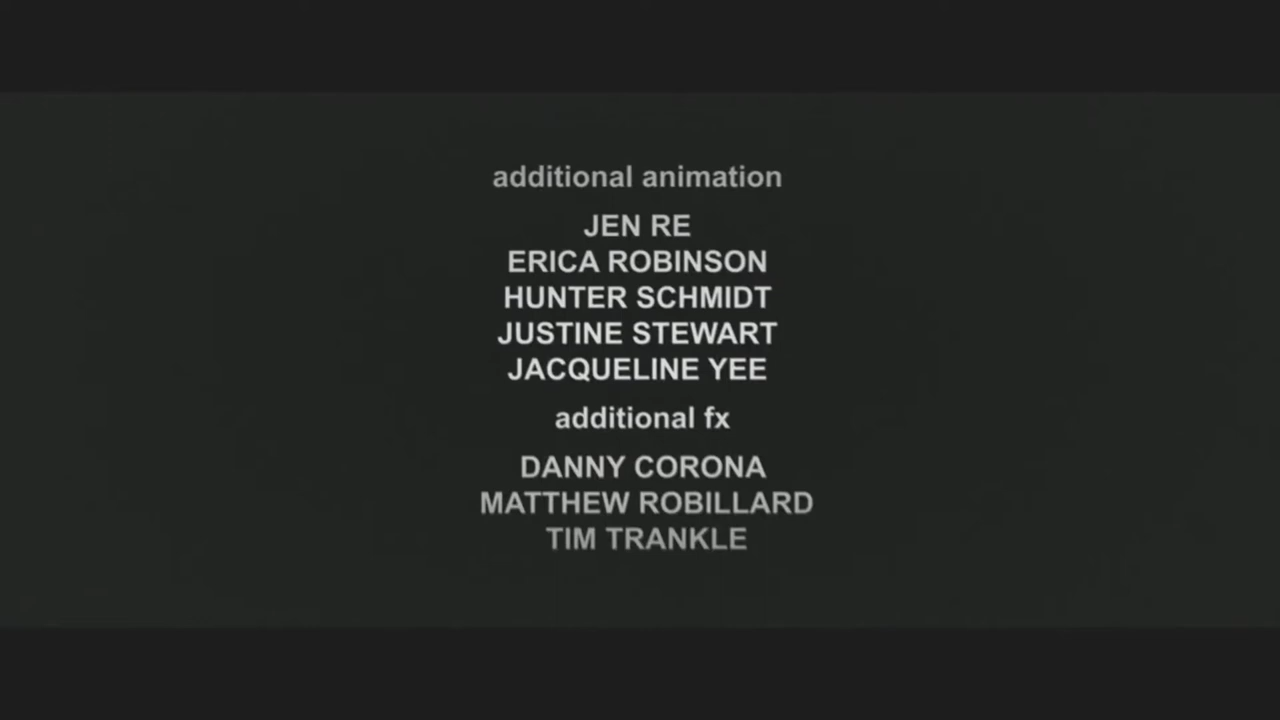 additional animation
JEN RE
ERICA ROBINSON
HUNTER SCHMIDT
JUSTINE STEWART
JACQUELINE YEE
additional fx
DANNY CORONA
MATTHEW ROBILLARD
TIM TRANKLE